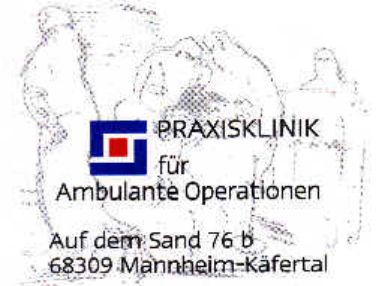 PRAXISKLINIK
für
Ambulante Operationen
Auf dem Sand 76 b
68309 Mannheim-Käfertal